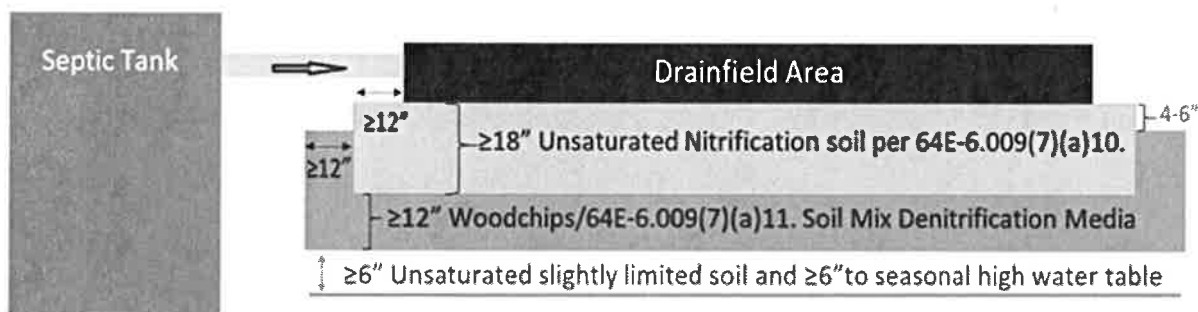 Septic Tank
Drainfield Area
≥12"
4-6"
≥18" Unsaturated Nitrification soil per 64E-6.009(7)(a)10.
≥12"
≥12" Woodchips/64E-6.009(7)(a)11. Soil Mix Denitrification Media
≥6" Unsaturated slightly limited soil and ≥6"to seasonal high water table